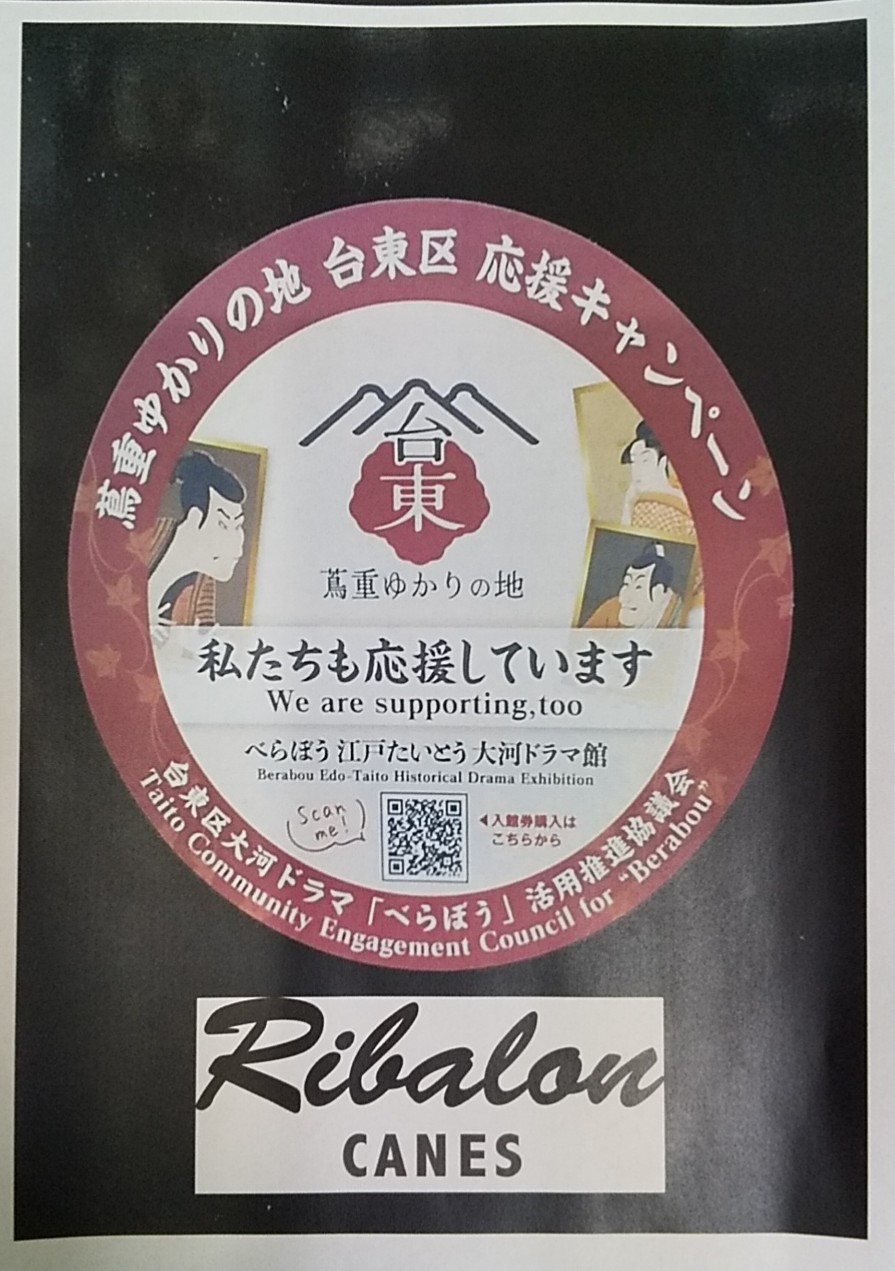 蔦重ゆかりの地 台東区 応援キャンペーン
台
東
蔦重ゆかりの地
私たちも応援しています
We are supporting,too
べらぼう 江戸たいとう 大河ドラマ館
Berabou Edo-Taito Historical Drama Exhibition
Scan
me!
◀入館券購入は
こちらから
台東区大河ドラマ「べらぼう」活用推進協議会
Taito Community Engagement Council for “Berabou”
Ribalon
CANES